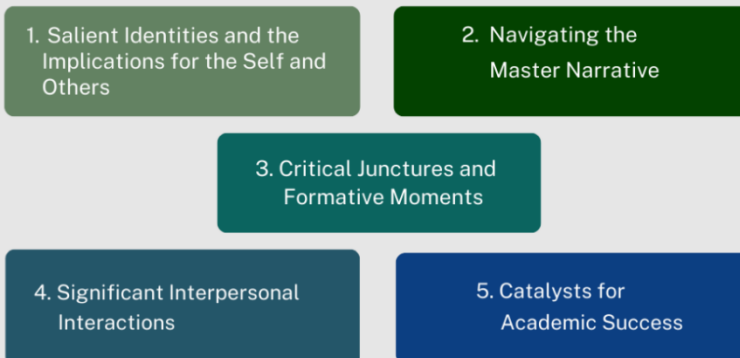 1. Salient Identities and the
Implications for the Self and
Others
2. Navigating the
Master Narrative
3. Critical Junctures and
Formative Moments
4. Significant Interpersonal
Interactions
5. Catalysts for
Academic Success